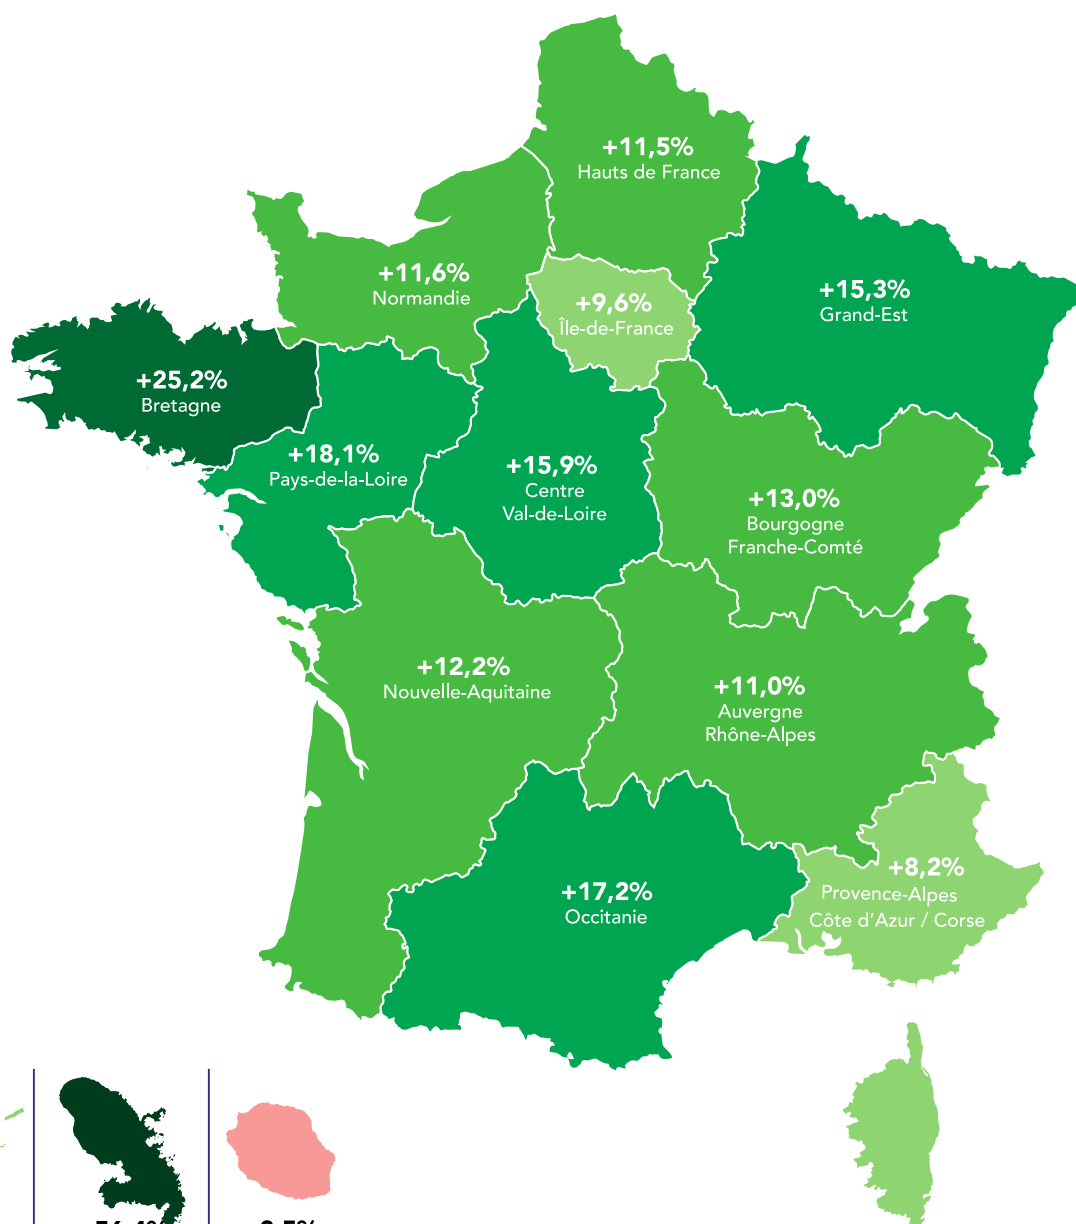 +11,5%
Hauts de France
+11,6%
Normandie
+9,6%
Île-de-France
+15,3%
Grand-Est
+25,2%
Bretagne
+18,1%
Pays-de-la-Loire
+15,9%
Centre
Val-de-Loire
+13,0%
Bourgogne
Franche-Comté
+12,2%
Nouvelle-Aquitaine
+11,0%
Auvergne
Rhône-Alpes
+17,2%
Occitanie
+8,2%
Provence-Alpes
Côte d'Azur / Corse